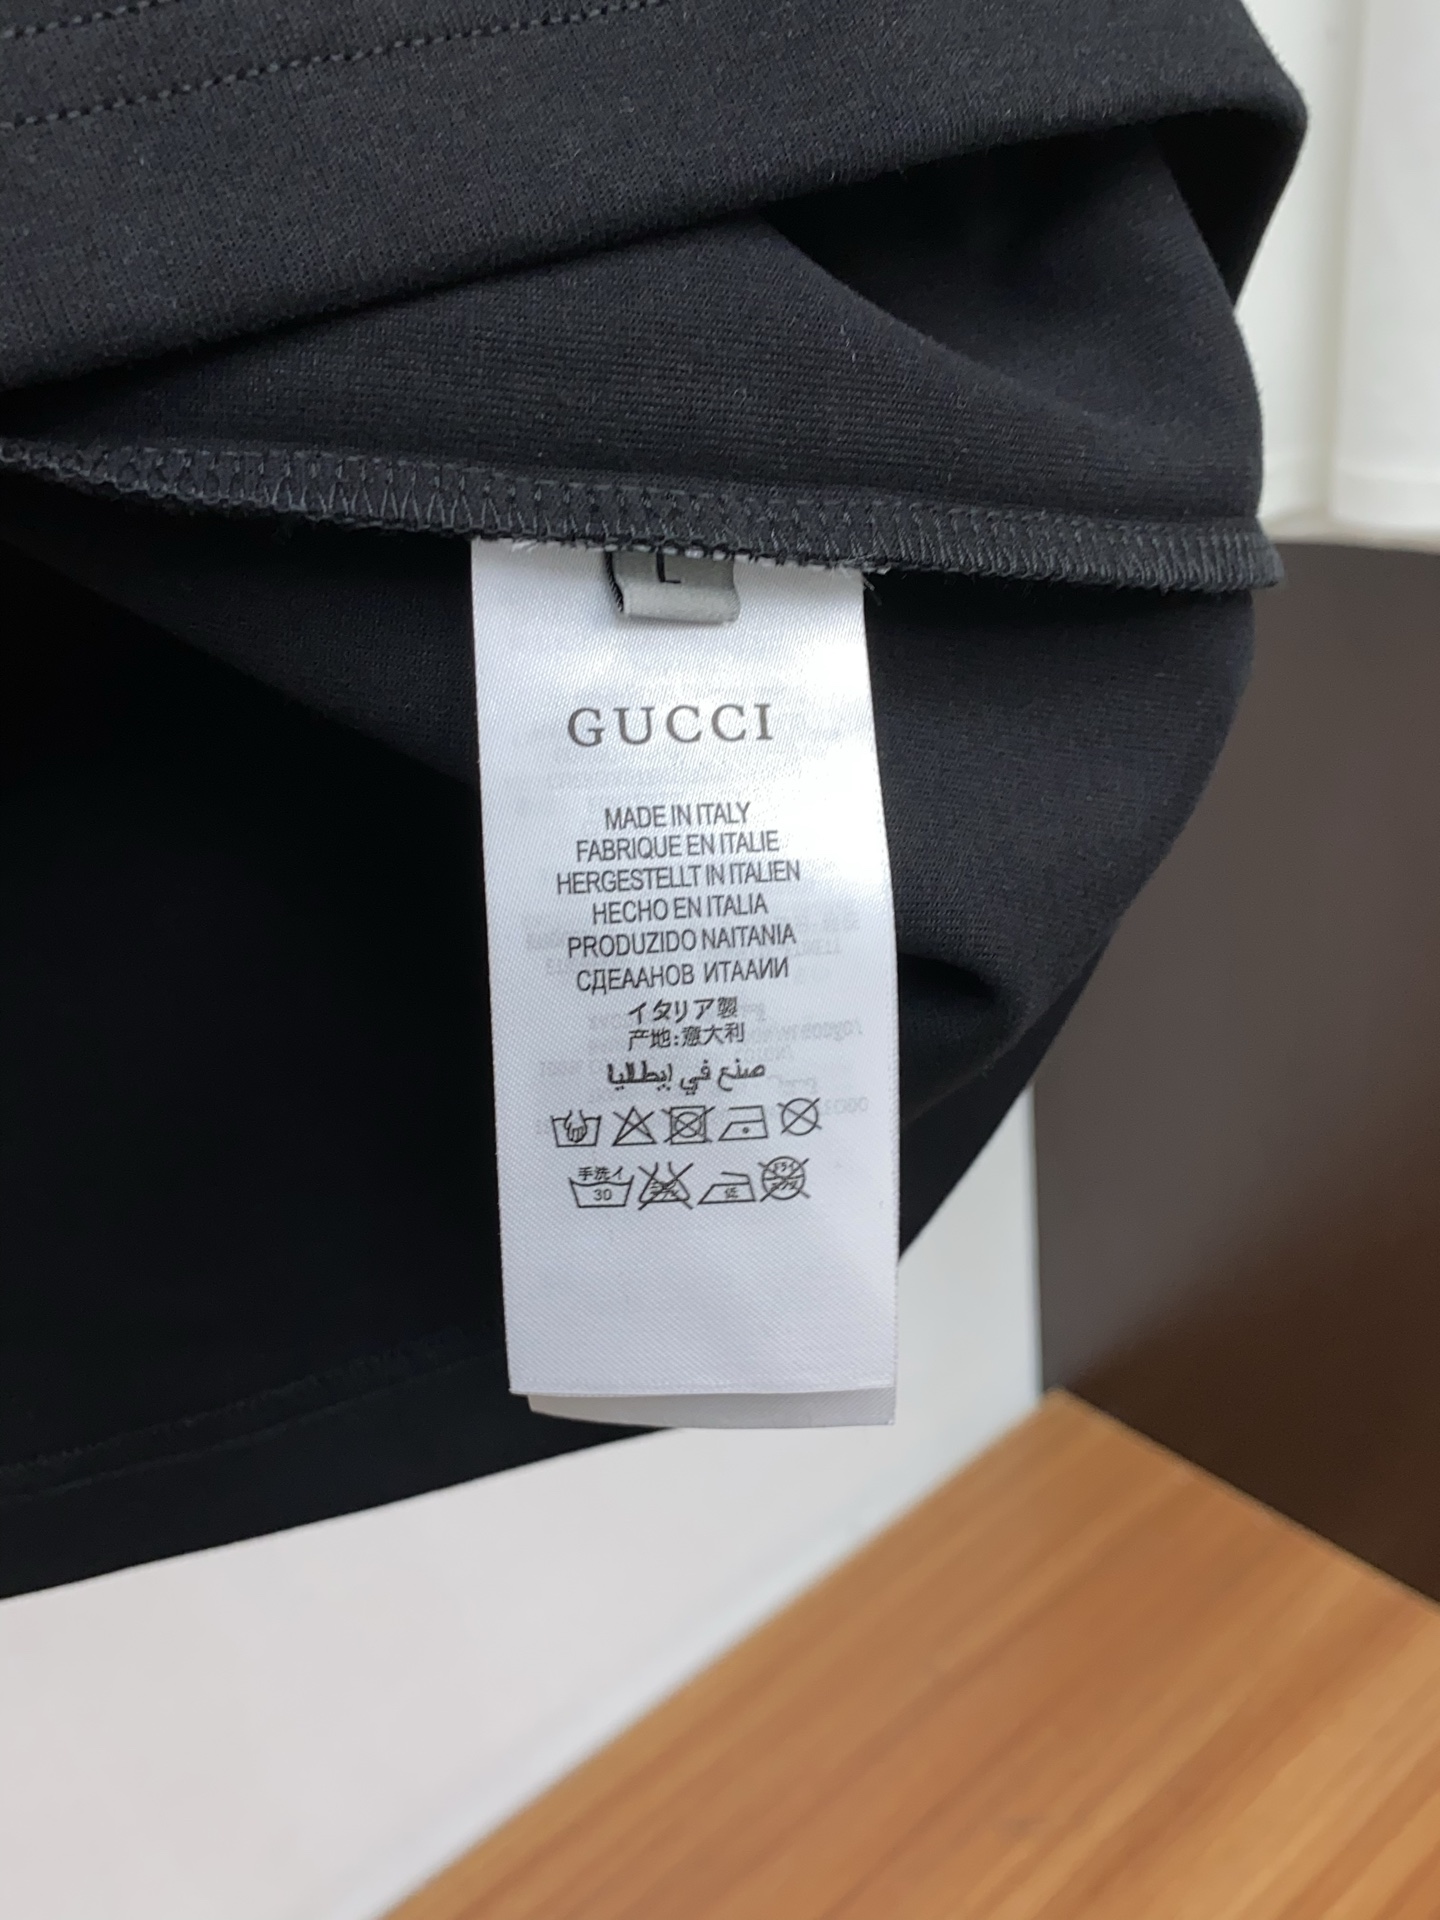 L
GUCCI
MADE IN ITALY
FABRIQUE EN ITALIE
HERGESTELLT IN ITALIEN
HECHO EN ITALIA
PRODUZIDO NAITANIA
СДЕААНОВ ИТААИИ
イタリア製
产地:意大利
صنع في إيطاليا
手洗イ
30